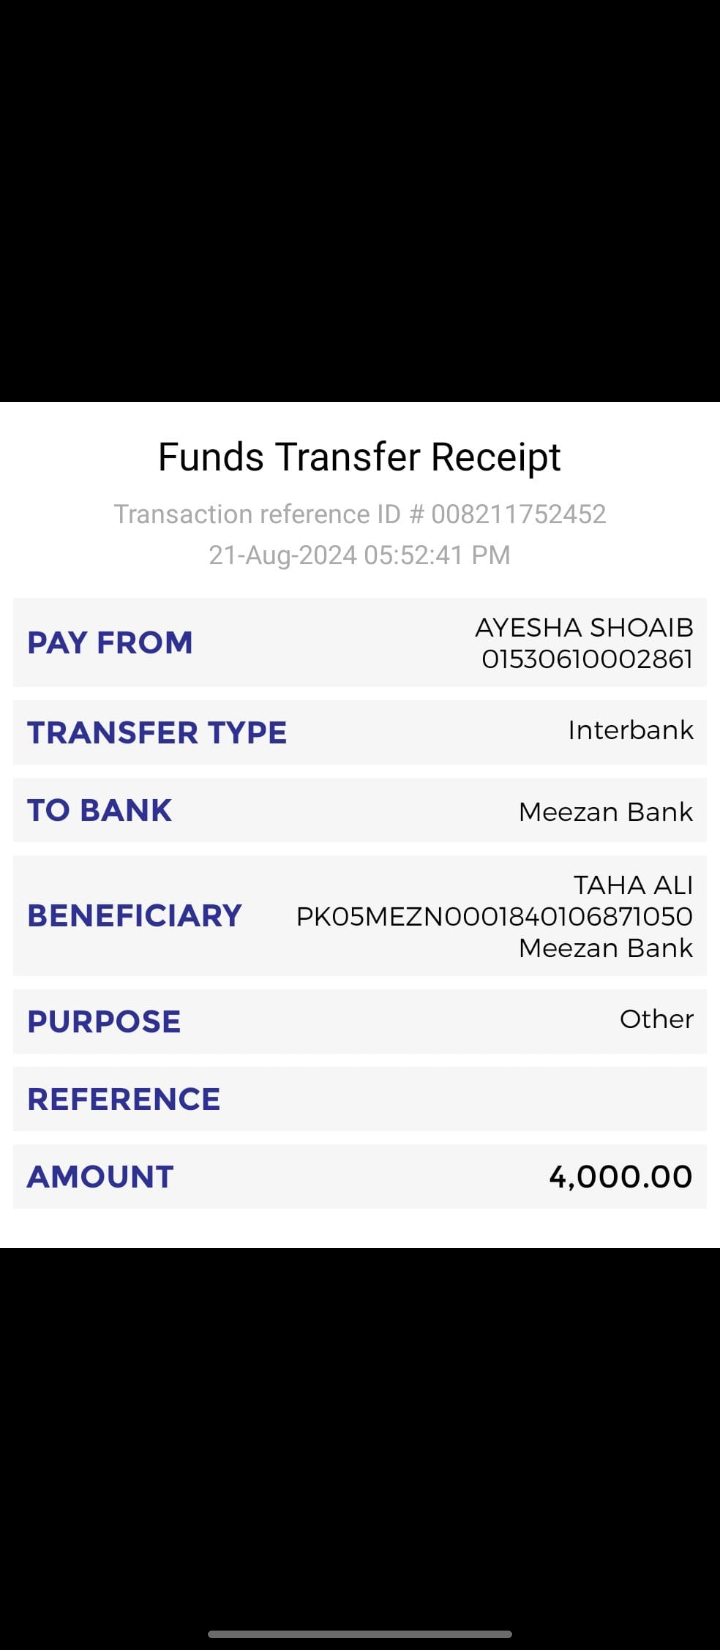 Funds Transfer Receipt
Transaction reference ID # 008211752452
21-Aug-2024 05:52:41 PM
PAY FROM
AYESHA SHOAIB
01530610002861
TRANSFER TYPE
Interbank
TO BANK
Meezan Bank
BENEFICIARY
TAHA ALI
PK05MEZN0001840106871050
Meezan Bank
PURPOSE
Other
REFERENCE
AMOUNT
4,000.00